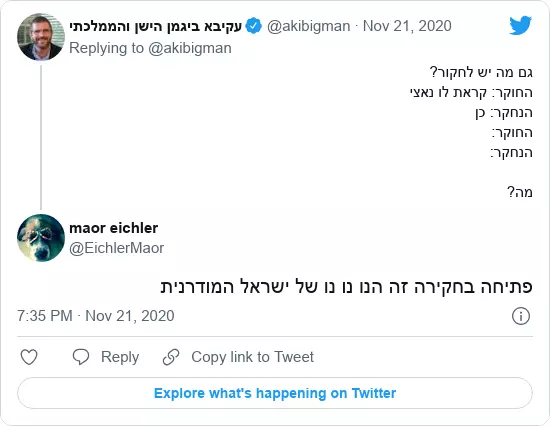 עקיבא ביגמן הישן והממלכתי @akibigman · Nov 21, 2020
Replying to @akibigman
גם מה יש לחקור?
החוקר: קראת לו נאצי
הנחקר: כן
החוקר:
הנחקר:
מה?
maor eichler
@EichlerMaor
פתיחה בחקירה זה הנו נו נו של ישראל המודרנית
7:35 PM · Nov 21, 2020
Reply
Copy link to Tweet
Explore what's happening on Twitter